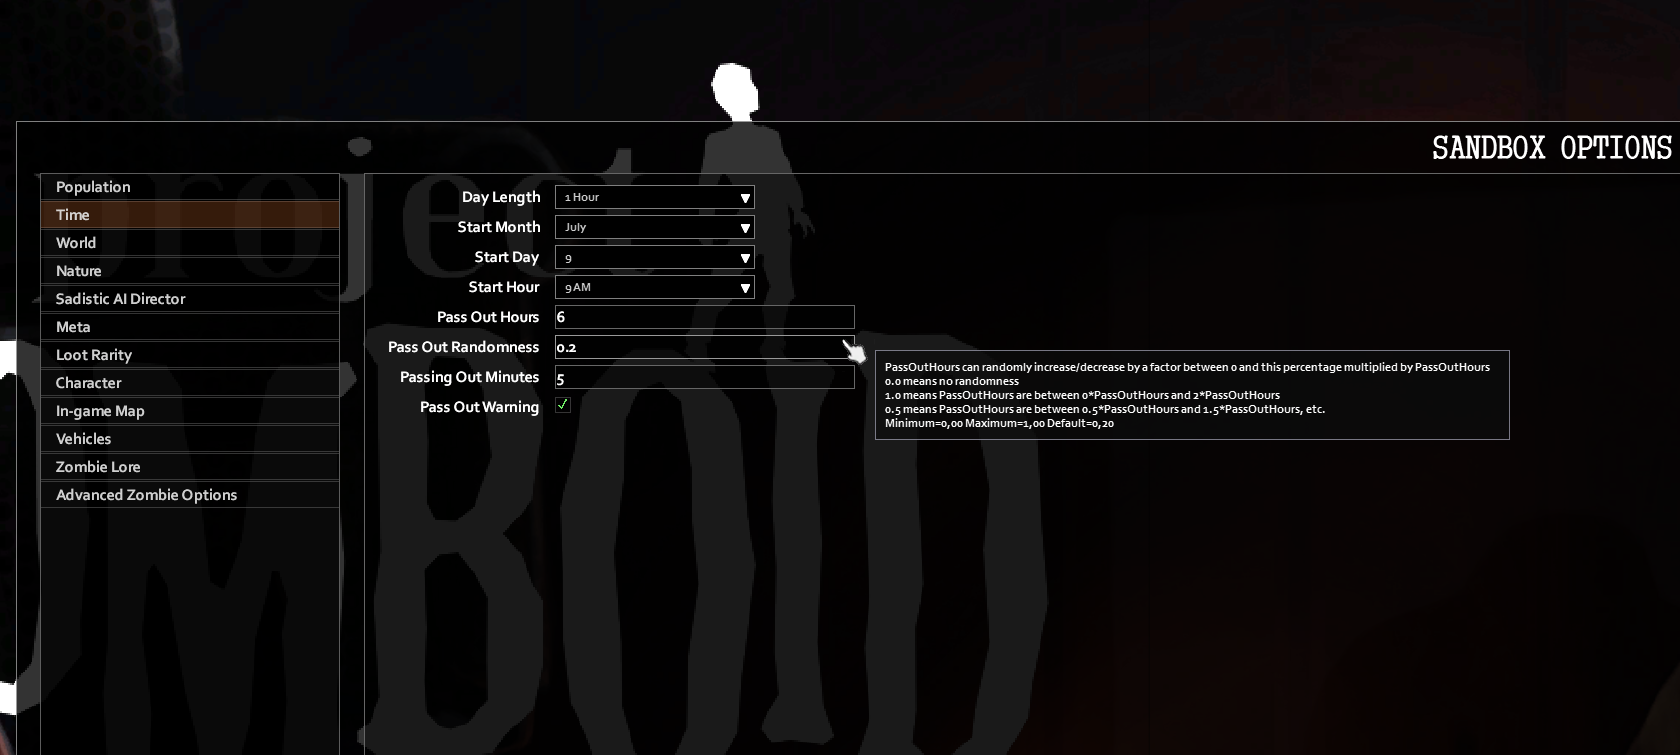 project
OMBOID
SANDBOX OPTIONS
Population
Time
World
Nature
Sadistic AI Director
Meta
Loot Rarity
Character
In-game Map
Vehicles
Zombie Lore
Advanced Zombie Options
Day Length 1 Hour
Start Month July
Start Day 9
Start Hour 9 AM
Pass Out Hours 6
Pass Out Randomness 0.2
Passing Out Minutes 5
Pass Out Warning ✓
PassOutHours can randomly increase/decrease by a factor between 0 and this percentage multiplied by PassOutHours
0.0 means no randomness
1.0 means PassOutHours are between 0*PassOutHours and 2*PassOutHours
0.5 means PassOutHours are between 0.5*PassOutHours and 1.5*PassOutHours, etc.
Minimum=0,00 Maximum=1,00 Default=0,20